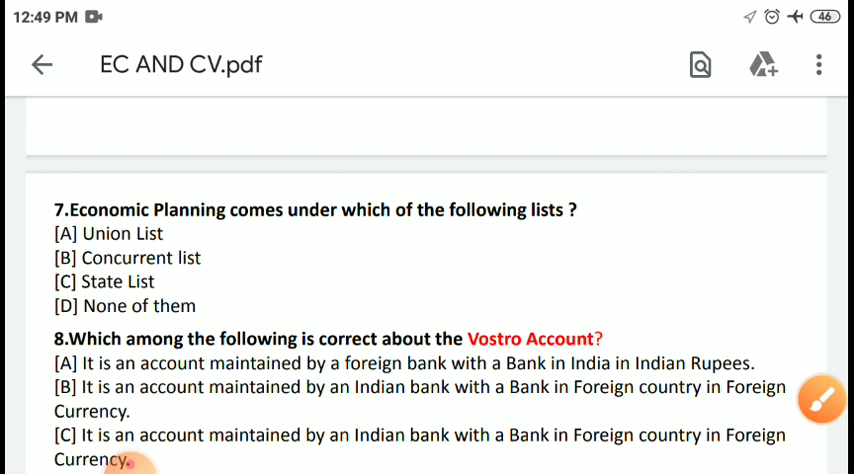 12:49 PM
46
EC AND CV.pdf
7.Economic Planning comes under which of the following lists ?
[A] Union List
[B] Concurrent list
[C] State List
[D] None of them
8.Which among the following is correct about the Vostro Account?
[A] It is an account maintained by a foreign bank with a Bank in India in Indian Rupees.
[B] It is an account maintained by an Indian bank with a Bank in Foreign country in Foreign
Currency.
[C] It is an account maintained by an Indian bank with a Bank in Foreign country in Foreign
Currency.